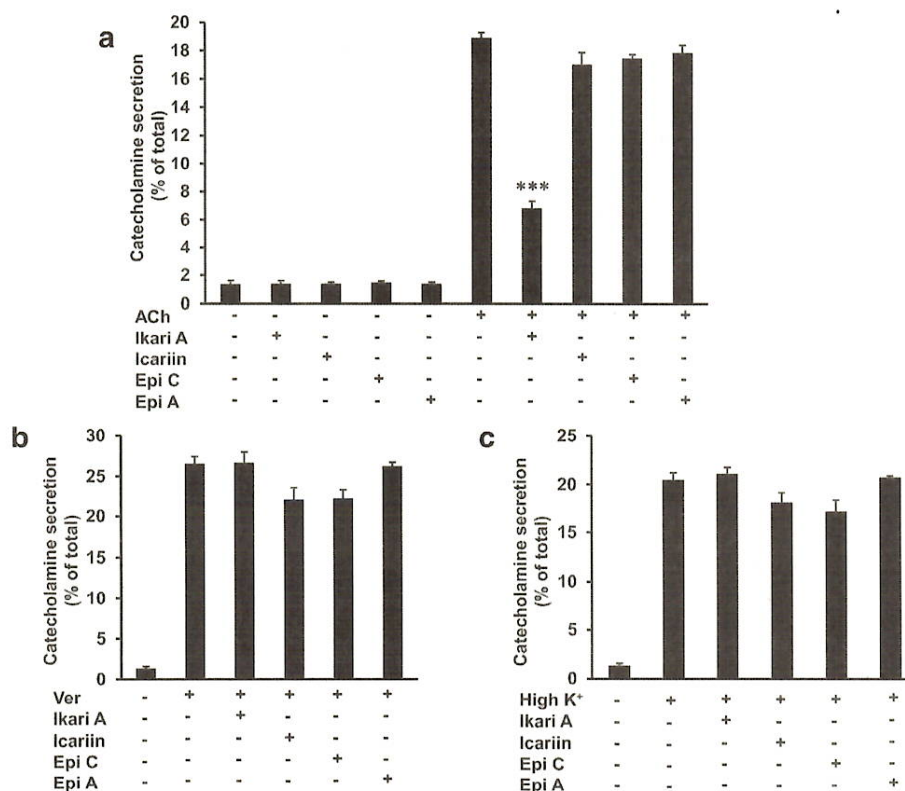 a
Catecholamine secretion
(% of total)
20
18
16
14
12
10
8
6
4
2
0
***
ACh - - - - - + + + + +
Ikari A - + - - - - + - - -
Icariin - - + - - - - + - -
Epi C - - - + - - - - + -
Epi A - - - - + - - - - +
b
Catecholamine secretion
(% of total)
30
25
20
15
10
5
0
Ver - + + + + +
Ikari A - - + - - -
Icariin - - - + - -
Epi C - - - - + -
Epi A - - - - - +
c
Catecholamine secretion
(% of total)
25
20
15
10
5
0
High K⁺ - + + + + +
Ikari A - - + - - -
Icariin - - - + - -
Epi C - - - - + -
Epi A - - - - - +